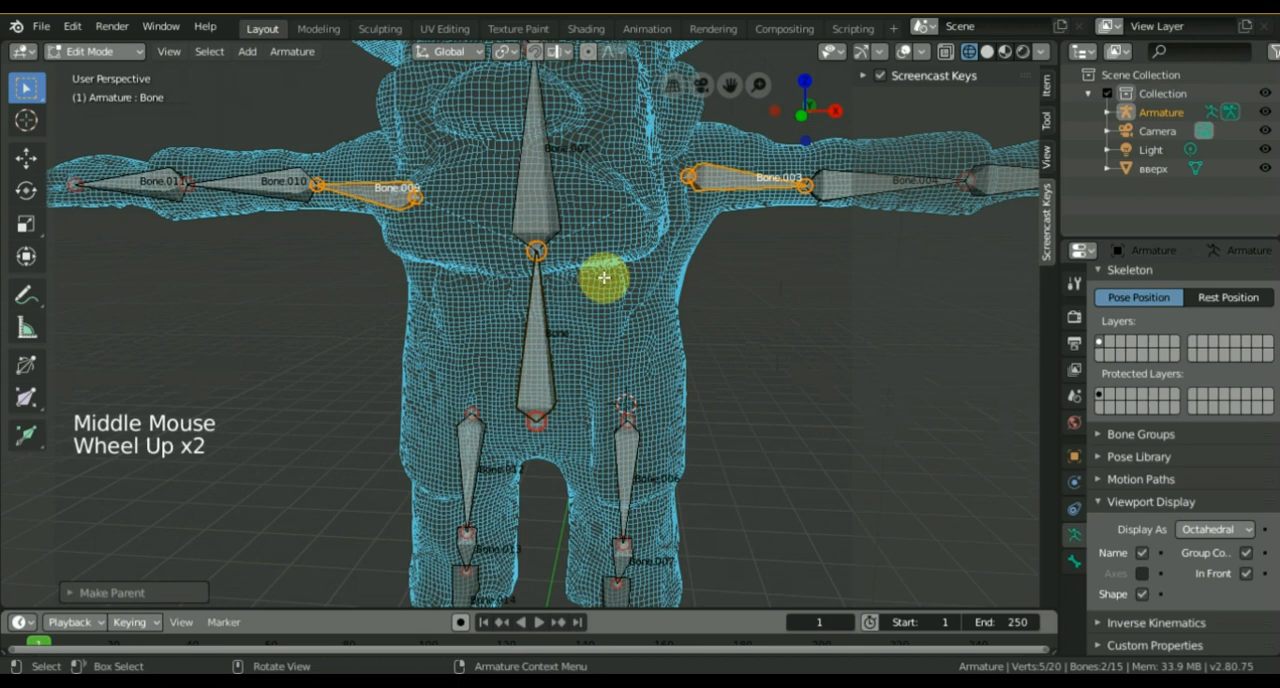 File Edit Render Window Help Layout Modeling Sculpting UV Editing Texture Paint Shading Animation Rendering Compositing Scripting + Scene View Layer
Edit Mode View Select Add Armature Global
User Perspective
(1) Armature : Bone
Screencast Keys
Item
Tool
View
Screencast Keys
Scene Collection
Collection
Armature
Camera
Light
вверх
Bone.010
Bone.009
Bone.003
Bone
Bone.012
Bone.006
Bone.013
Middle Mouse
Wheel Up x2
Make Parent
Armature Armature
Skeleton
Pose Position Rest Position
Layers:
Protected Layers:
Bone Groups
Pose Library
Motion Paths
Viewport Display
Display As Octahedral
Name Group Co..
Axes In Front
Shape
Inverse Kinematics
Custom Properties
Playback Keying View Marker 1 Start: 1 End: 250
1
Select Box Select Rotate View Armature Context Menu Armature | Verts:5/20 | Bones:2/15 | Mem: 33.9 MB | v2.80.75